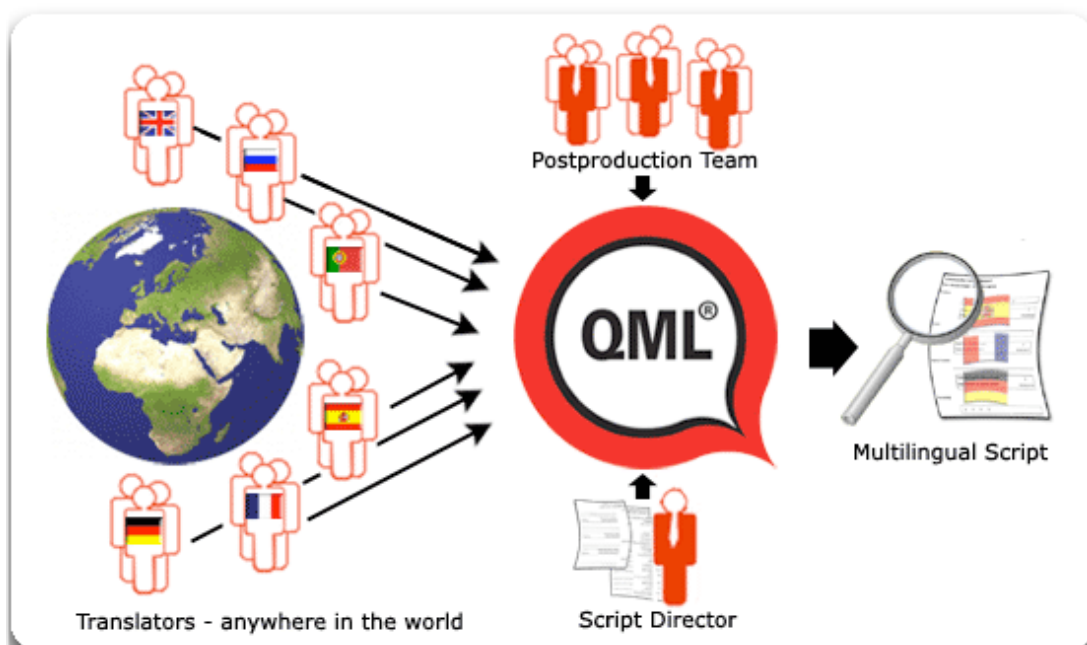 Postproduction Team
QML®
Multilingual Script
Script Director
Translators - anywhere in the world